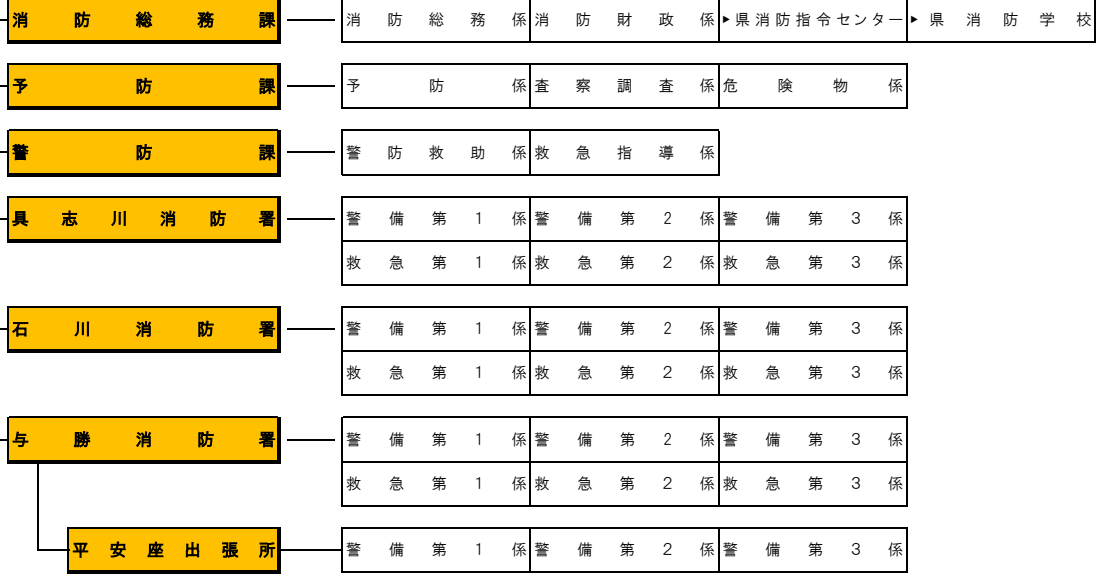 消防総務課 消防総務係 消防財政係 ▶県消防指令センター ▶県消防学校
予防課 予防係 査察調査係 危険物係
警防課 警防救助係 救急指導係
具志川消防署 警備第1係 警備第2係 警備第3係
救急第1係 救急第2係 救急第3係
石川消防署 警備第1係 警備第2係 警備第3係
救急第1係 救急第2係 救急第3係
与勝消防署 警備第1係 警備第2係 警備第3係
救急第1係 救急第2係 救急第3係
平安座出張所 警備第1係 警備第2係 警備第3係